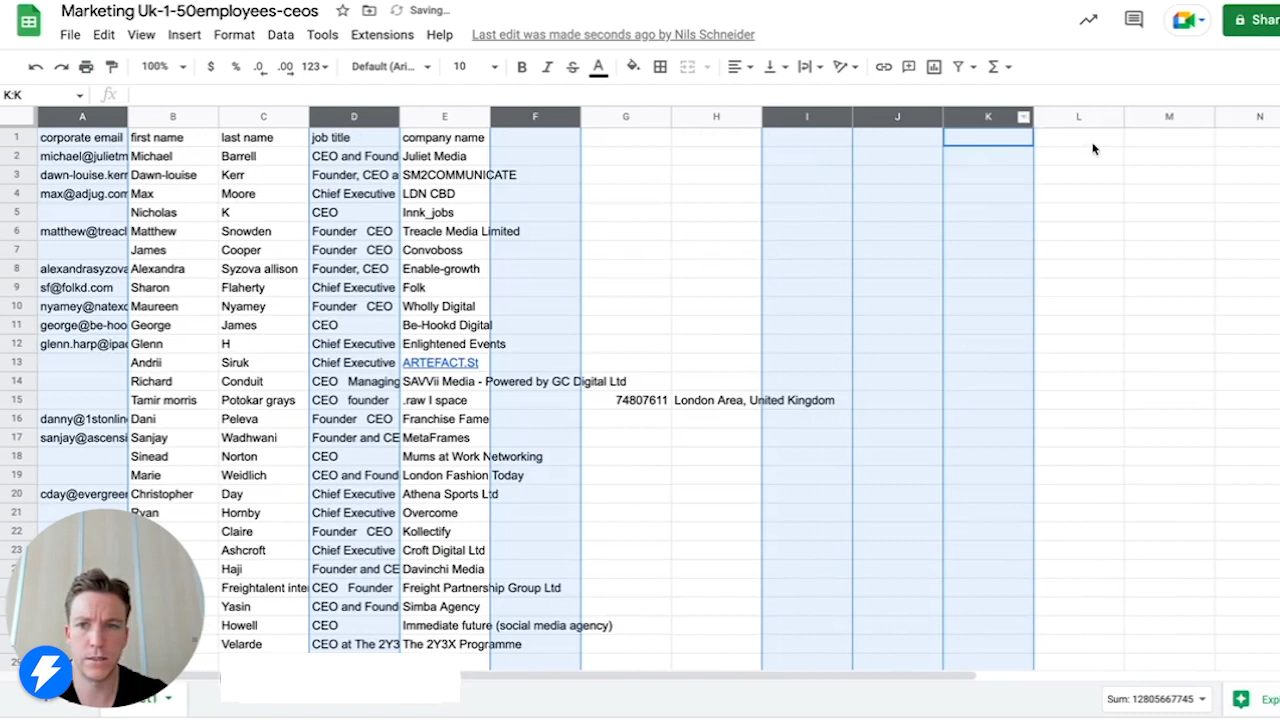 Marketing Uk-1-50employees-ceos Saving...
File Edit View Insert Format Data Tools Extensions Help Last edit was made seconds ago by Nils Schneider Shar
100% $ % .0 .00 123 Default (Ari... 10 B I S A
K:K fx
A B C D E F G H I J K L M N
1 corporate email first name last name job title company name
2 michael@julietm Michael Barrell CEO and Found Juliet Media
3 dawn-louise.kerr Dawn-louise Kerr Founder, CEO a SM2COMMUNICATE
4 max@adjug.com Max Moore Chief Executive LDN CBD
5 Nicholas K CEO Innk_jobs
6 matthew@treacl Matthew Snowden Founder CEO Treacle Media Limited
7 James Cooper Founder CEO Convoboss
8 alexandrasyzova Alexandra Syzova allison Founder, CEO Enable-growth
9 sf@folkd.com Sharon Flaherty Chief Executive Folk
10 nyamey@natexo Maureen Nyamey Founder CEO Wholly Digital
11 george@be-hoo George James CEO Be-Hookd Digital
12 glenn.harp@ipac Glenn H Chief Executive Enlightened Events
13 Andrii Siruk Chief Executive ARTEFACT.St
14 Richard Conduit CEO Managing SAVVii Media - Powered by GC Digital Ltd
15 Tamir morris Potokar grays CEO founder .raw I space 74807611 London Area, United Kingdom
16 danny@1stonlin Dani Peleva Founder CEO Franchise Fame
17 sanjay@ascensi Sanjay Wadhwani Founder and CE MetaFrames
18 Sinead Norton CEO Mums at Work Networking
19 Marie Weidlich CEO and Found London Fashion Today
20 cday@evergreer Christopher Day Chief Executive Athena Sports Ltd
21 Ryan Hornby Chief Executive Overcome
22 Claire Founder CEO Kollectify
23 Ashcroft Chief Executive Croft Digital Ltd
Haji Founder and CE Davinchi Media
Freightalent inte CEO Founder Freight Partnership Group Ltd
Yasin CEO and Found Simba Agency
Howell CEO Immediate future (social media agency)
Velarde CEO at The 2Y3 The 2Y3X Programme
Sum: 12805667745 Exp